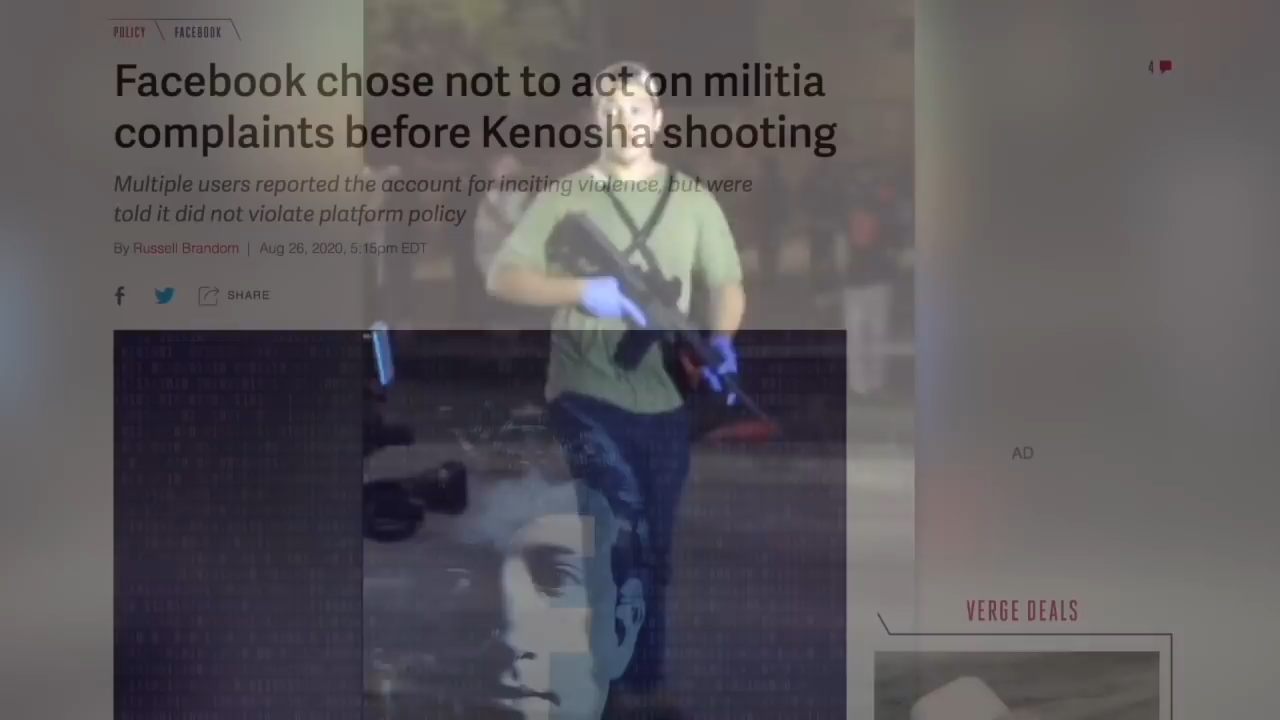 POLICY FACEBOOK
Facebook chose not to act on militia
4
complaints before Kenosha shooting
Multiple users reported the account for inciting violence, but were
told it did not violate platform policy
By Russell Brandom | Aug 26, 2020, 5:15pm EDT
SHARE
AD
VERGE DEALS